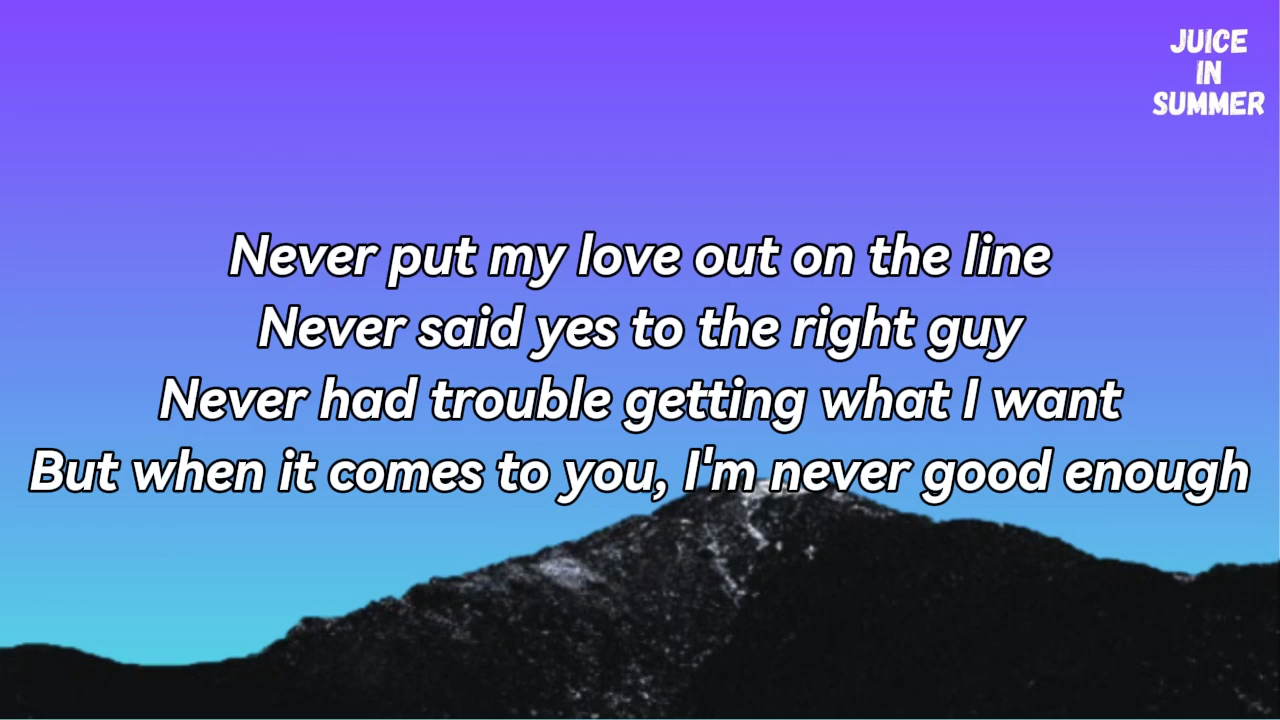 JUICE
IN
SUMMER
Never put my love out on the line
Never said yes to the right guy
Never had trouble getting what I want
But when it comes to you, I'm never good enough